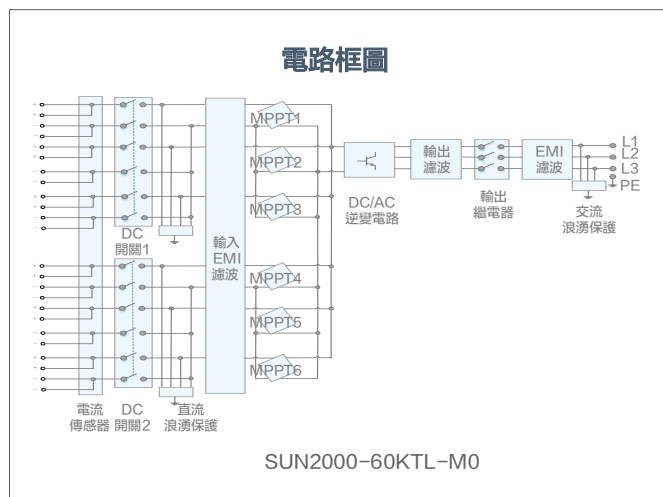 電路框圖
MPPT1
MPPT2
MPPT3
MPPT4
MPPT5
MPPT6
DC
開關1
輸入
EMI
濾波
DC/AC
逆變電路
輸出
濾波
輸出
繼電器
EMI
濾波
L1
L2
L3
PE
交流
浪湧保護
電流
傳感器
DC
開關2
直流
浪湧保護
SUN2000-60KTL-M0